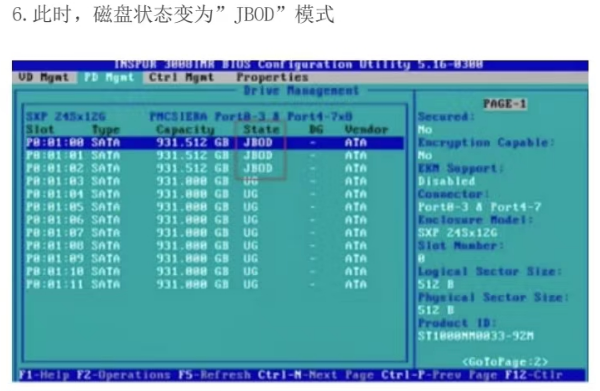 6.此时，磁盘状态变为”JBOD”模式
INSPUR 3008IMR BIOS Configuration Utility 5.16-0300
VD Mgmt PD Mgmt Ctrl Mgmt Properties
Drive Management
PAGE-1
SXP 24Sx12G PMCSIERA Port0-3 & Port4-7x8
Slot Type Capacity State DG Vendor
P0:01:00 SATA 931.512 GB JBOD - ATA
P0:01:01 SATA 931.512 GB JBOD - ATA
P0:01:02 SATA 931.512 GB JBOD - ATA
P0:01:03 SATA 931.000 GB UG - ATA
P0:01:04 SATA 931.000 GB UG - ATA
P0:01:05 SATA 931.000 GB UG - ATA
P0:01:06 SATA 931.000 GB UG - ATA
P0:01:07 SATA 931.000 GB UG - ATA
P0:01:08 SATA 931.000 GB UG - ATA
P0:01:09 SATA 931.000 GB UG - ATA
P0:01:10 SATA 931.000 GB UG - ATA
P0:01:11 SATA 931.000 GB UG - ATA
Secured:
No
Encryption Capable:
No
EKM Support:
Disabled
Connector:
Port0-3 & Port4-7
Enclosure Model:
SXP 24Sx12G
Slot Number:
0
Logical Sector Size:
512 B
Physical Sector Size:
512 B
Product ID:
ST1000NM0033-9ZM
<GoToPage:2>
F1-Help F2-Operations F5-Refresh Ctrl-N-Next Page Ctrl-P-Prev Page F12-Ctlr